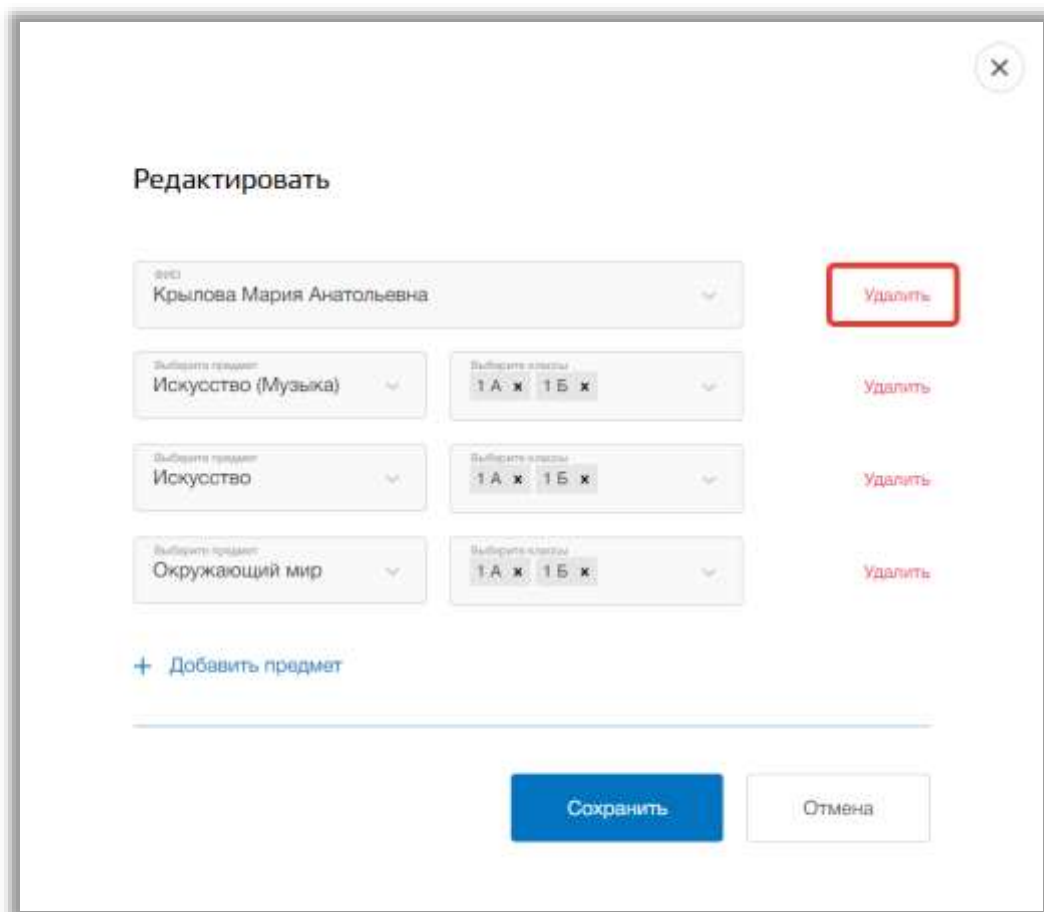 Редактировать
ФИО
Крылова Мария Анатольевна
Удалить
Выберите предмет Выберите классы
Искусство (Музыка) 1 А × 1 Б × Удалить
Выберите предмет Выберите классы
Искусство 1 А × 1 Б × Удалить
Выберите предмет Выберите классы
Окружающий мир 1 А × 1 Б × Удалить
+ Добавить предмет
Сохранить Отмена